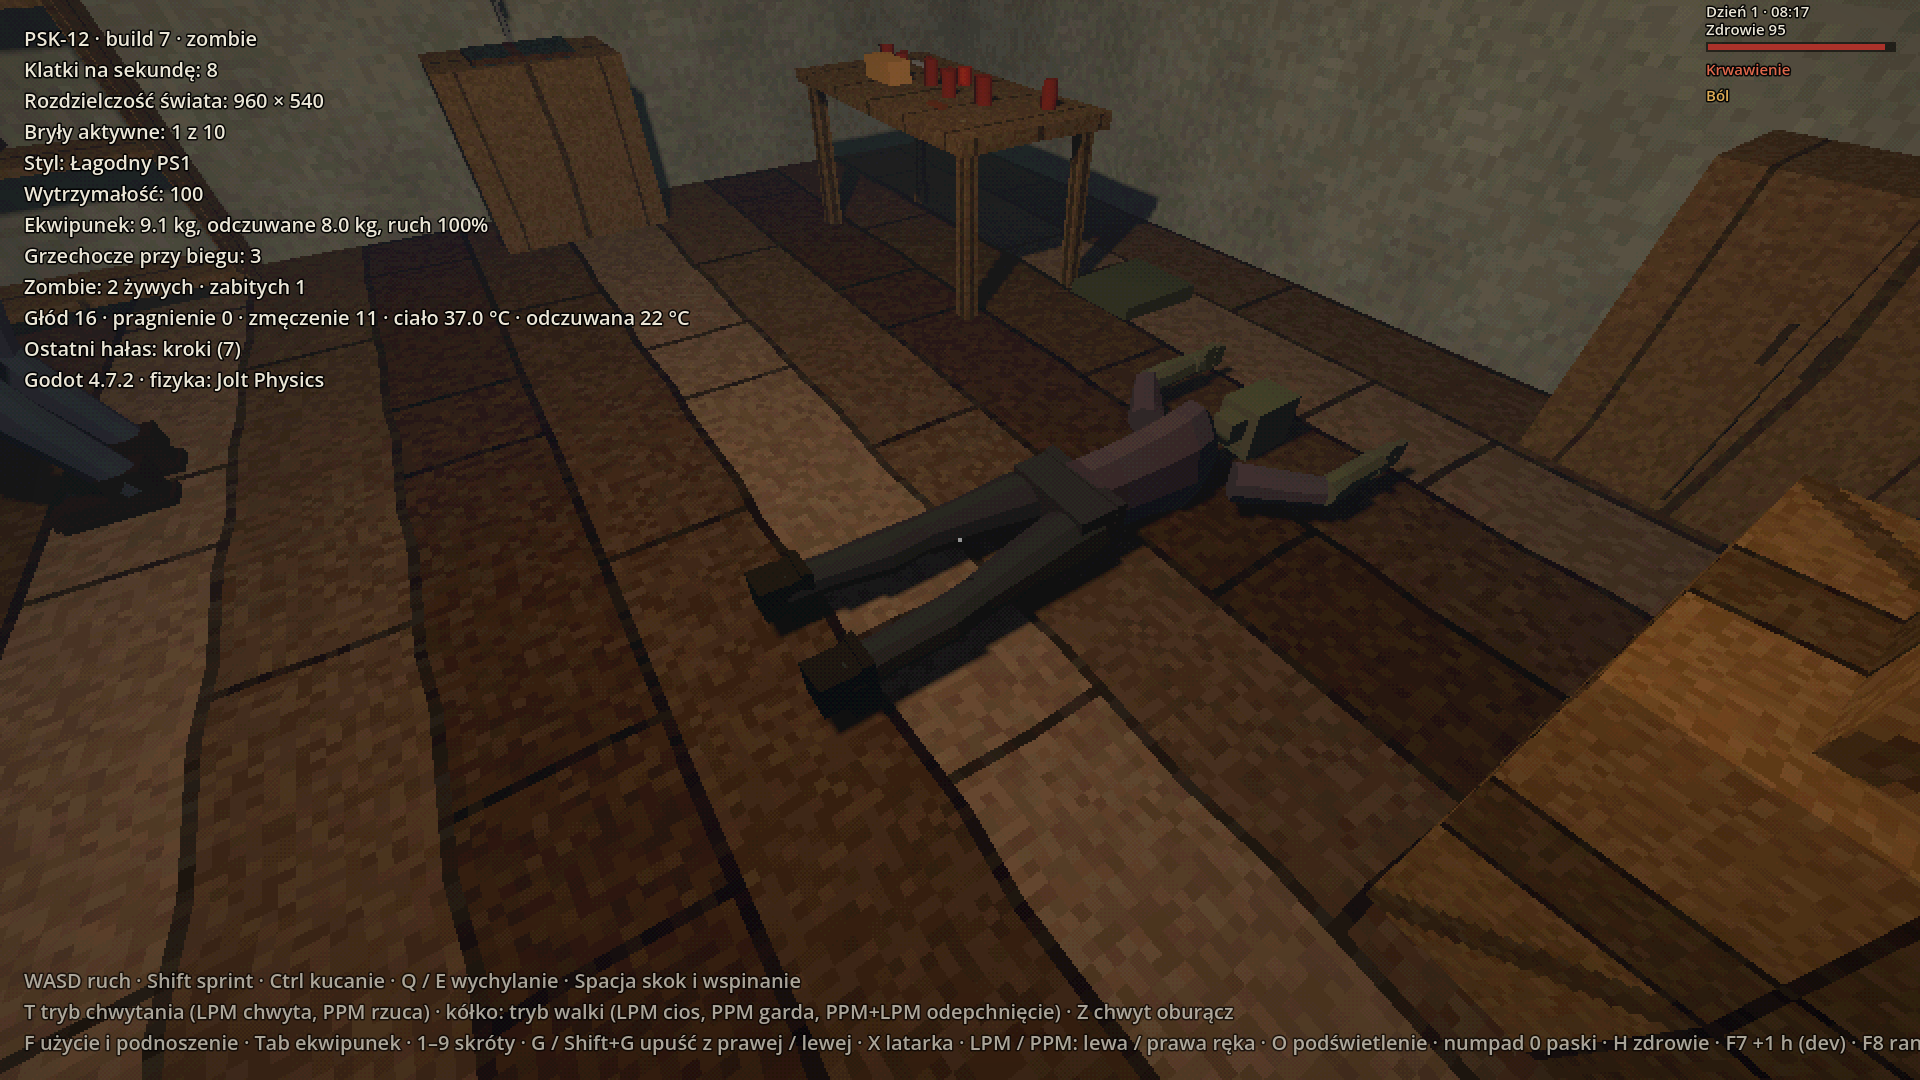 PSK-12 · build 7 · zombie
Klatki na sekundę: 8
Rozdzielczość świata: 960 × 540
Bryły aktywne: 1 z 10
Styl: Łagodny PS1
Wytrzymałość: 100
Ekwipunek: 9.1 kg, odczuwane 8.0 kg, ruch 100%
Grzechocze przy biegu: 3
Zombie: 2 żywych · zabitych 1
Głód 16 · pragnienie 0 · zmęczenie 11 · ciało 37.0 °C · odczuwana 22 °C
Ostatni hałas: kroki (7)
Godot 4.7.2 · fizyka: Jolt Physics
Dzień 1 · 08:17
Zdrowie 95
Krwawienie
Ból
WASD ruch · Shift sprint · Ctrl kucanie · Q / E wychylanie · Spacja skok i wspinanie
T tryb chwytania (LPM chwyta, PPM rzuca) · kółko: tryb walki (LPM cios, PPM garda, PPM+LPM odepchnięcie) · Z chwyt oburącz
F użycie i podnoszenie · Tab ekwipunek · 1–9 skróty · G / Shift+G upuść z prawej / lewej · X latarka · LPM / PPM: lewa / prawa ręka · O podświetlenie · numpad 0 paski · H zdrowie · F7 +1 h (dev) · F8 ran